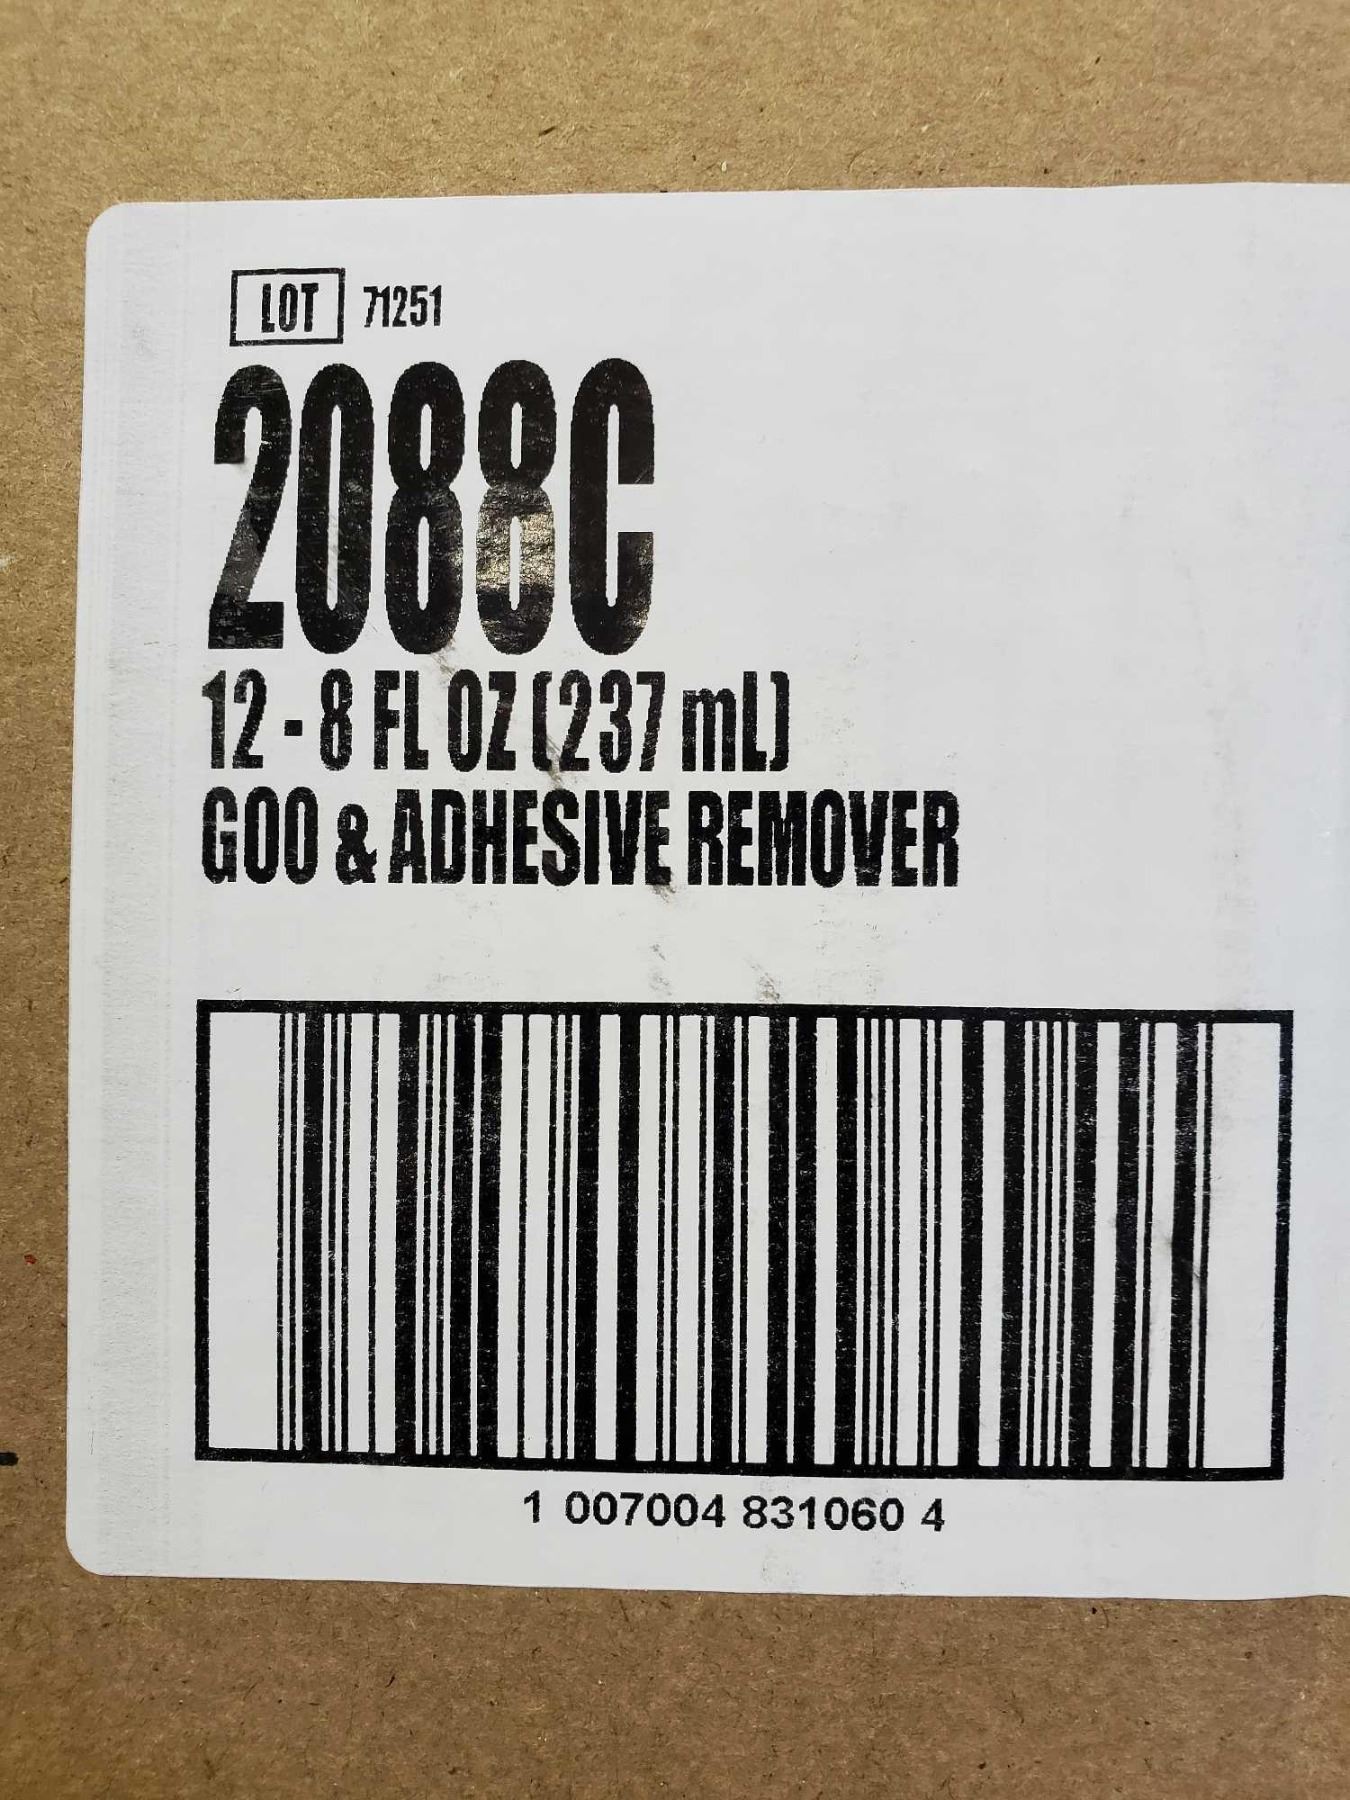 LOT 71251
2088C
12 - 8 FL OZ (237 mL)
GOO & ADHESIVE REMOVER
1 007004 831060 4